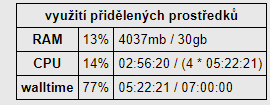 využití přidělených prostředků
RAM 13% 4037mb / 30gb
CPU 14% 02:56:20 / (4 * 05:22:21)
walltime 77% 05:22:21 / 07:00:00